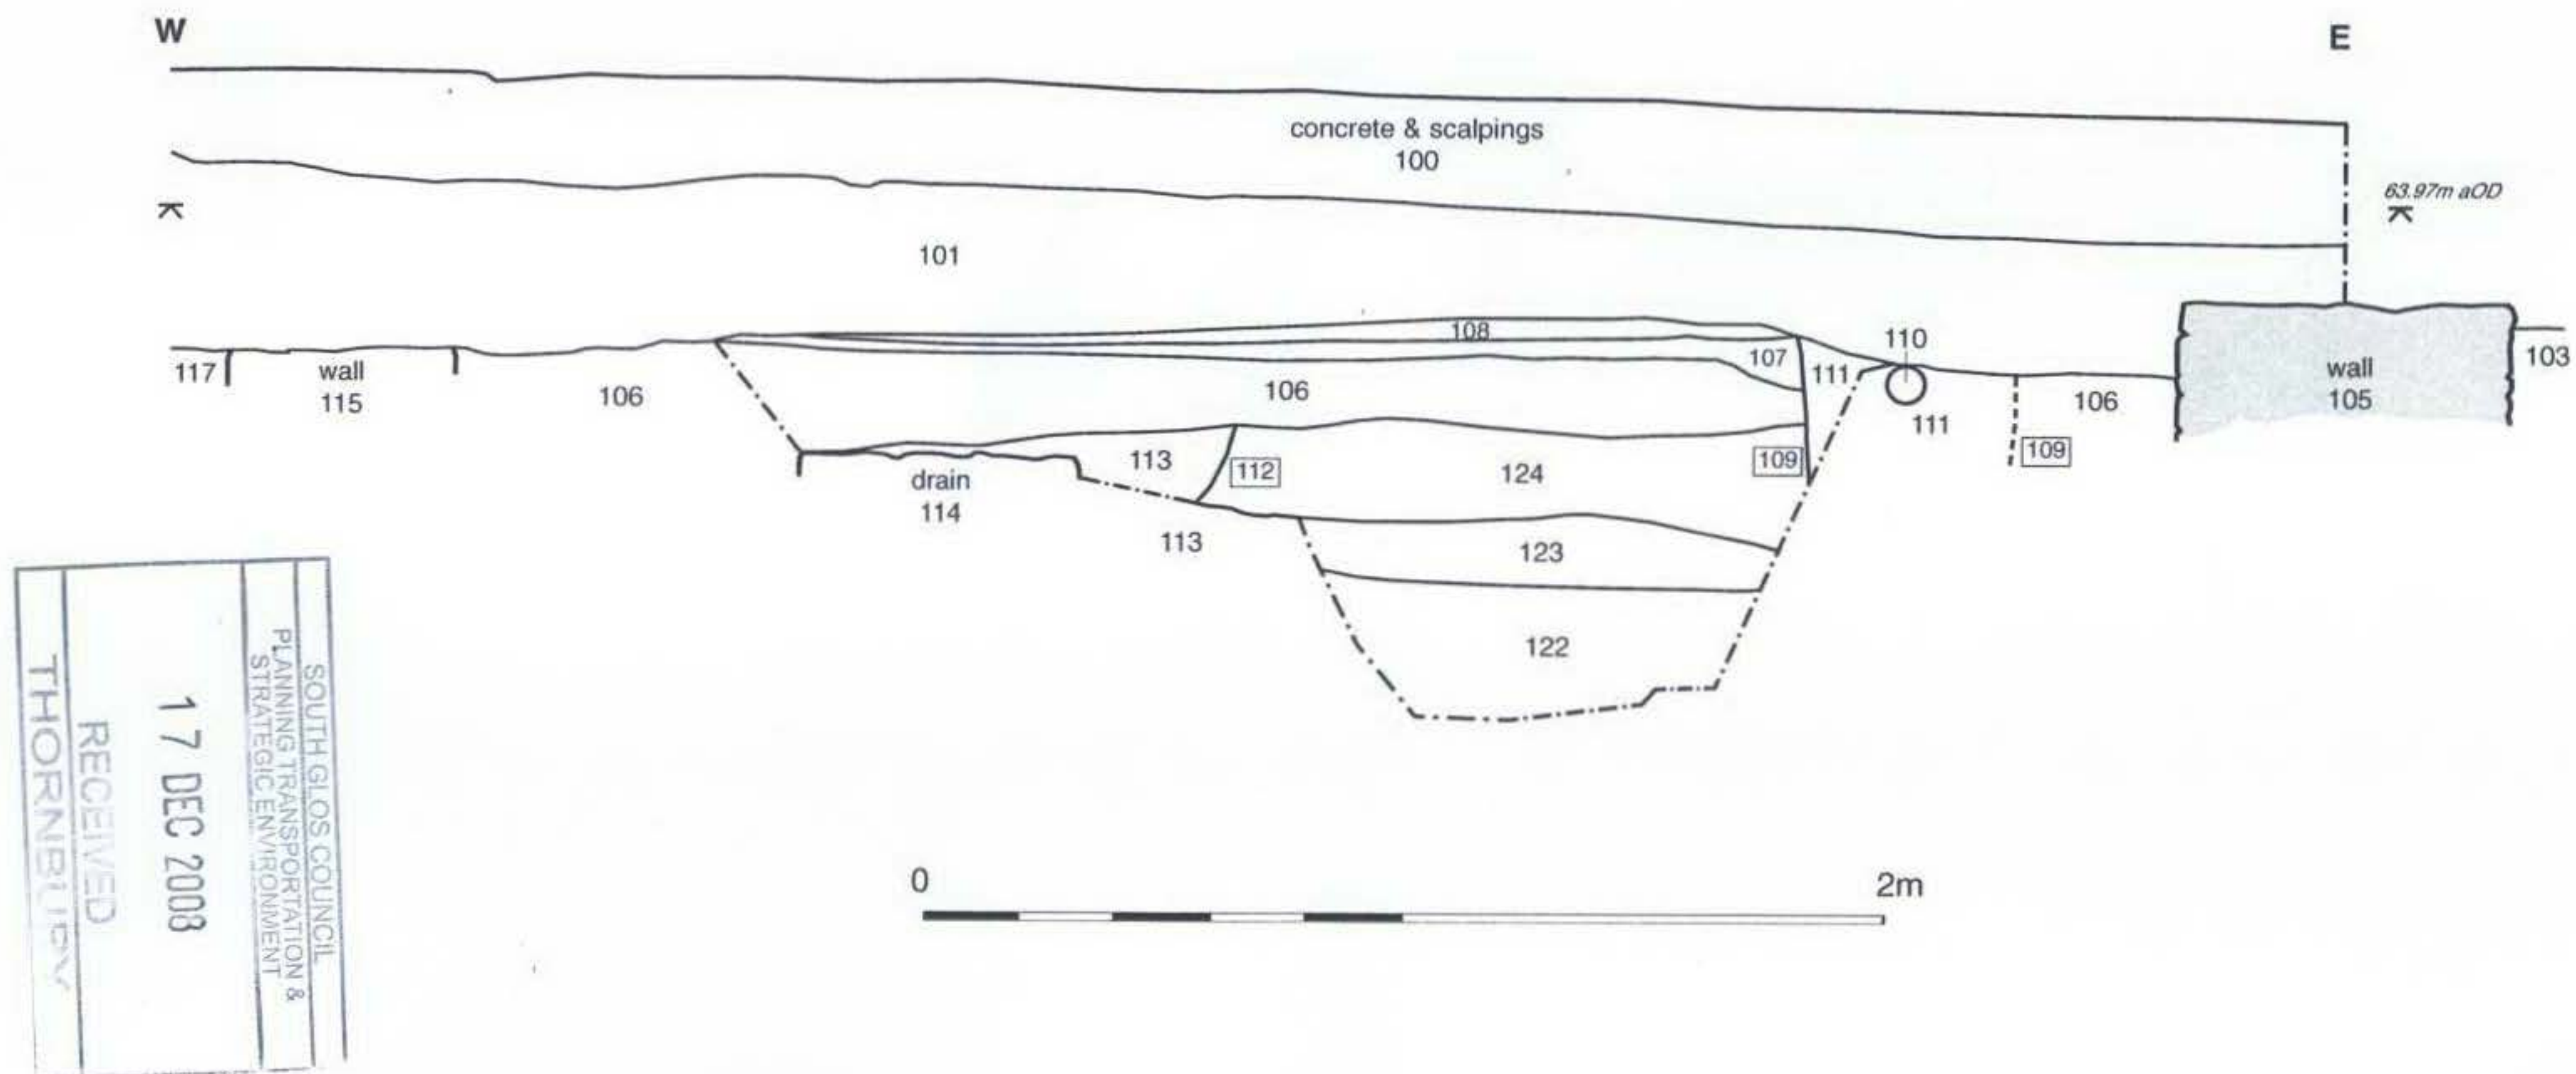 W
E
concrete & scalpings
100
63.97m aOD
101
108
110
107
111
117
wall
115
106
106
111
106
wall
105
103
113
112
124
109
109
drain
114
113
123
122
0
2m
SOUTH GLOS COUNCIL
PLANNING TRANSPORTATION &
STRATEGIC ENVIRONMENT
17 DEC 2008
RECEIVED
THORNBURY